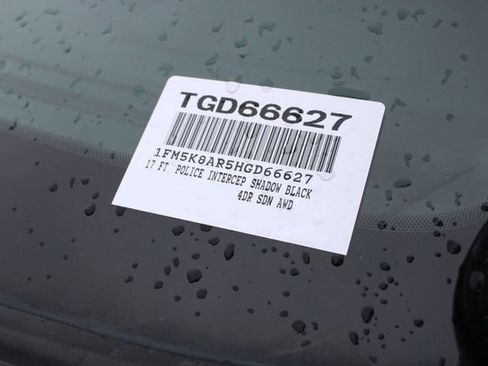 TGD66627
1FM5K8AR5HGD66627
17 FT POLICE INTERCEP SHADOW BLACK
4DR SDN AWD